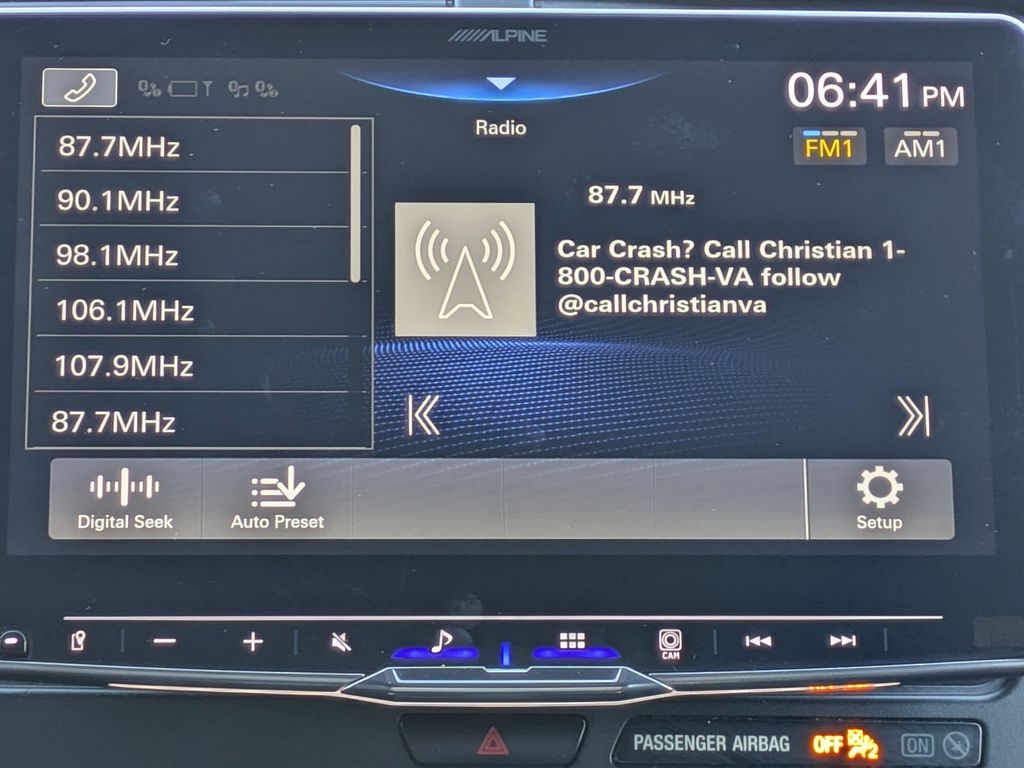 ALPINE
06:41 PM
Radio
FM1 AM1
87.7MHz
90.1MHz
98.1MHz
106.1MHz
107.9MHz
87.7MHz
87.7 MHz
Car Crash? Call Christian 1-
800-CRASH-VA follow
@callchristianva
Digital Seek
Auto Preset
Setup
CAM
PASSENGER AIRBAG OFF 2 ON